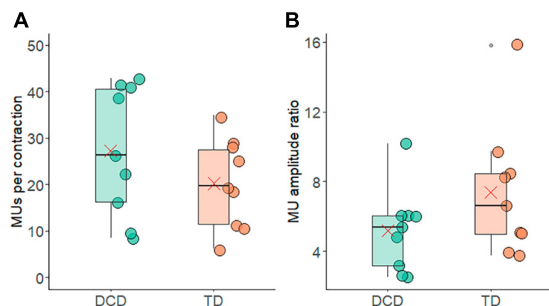 A
MUs per contraction
50
40
30
20
10
0
DCD
TD
B
MU amplitude ratio
16
12
8
4
DCD
TD